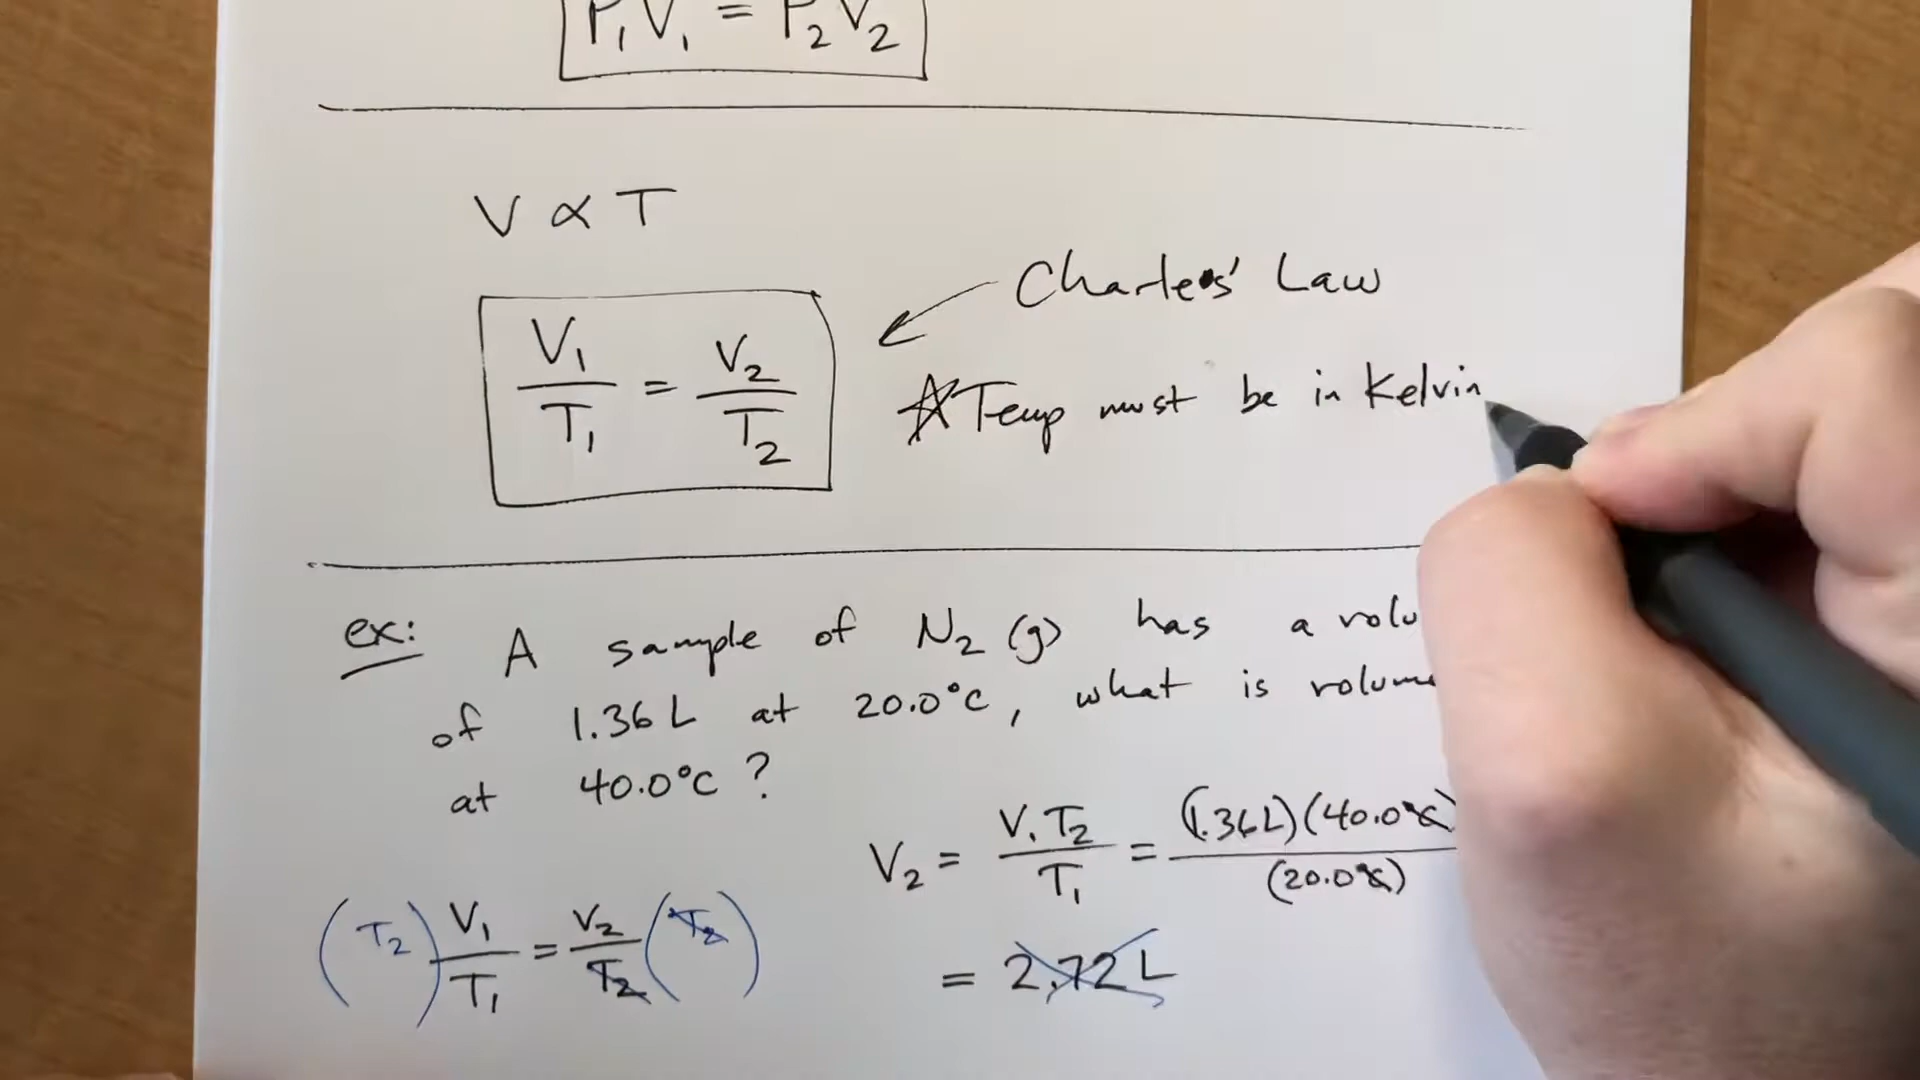 P₁V₁ = P₂V₂
V ∝ T
V₁/T₁ = V₂/T₂
Charles' Law
☆Temp must be in Kelvin
ex: A sample of N₂ (g) has a
of 1.36 L at 20.0°C, what is volume
at 40.0°C ?
V₂ = V₁T₂/T₁ = (1.36L)(40.0°C)/(20.0°C)
(T₂) V₁/T₁ = V₂/T₂ (T₂)
= 2.72 L